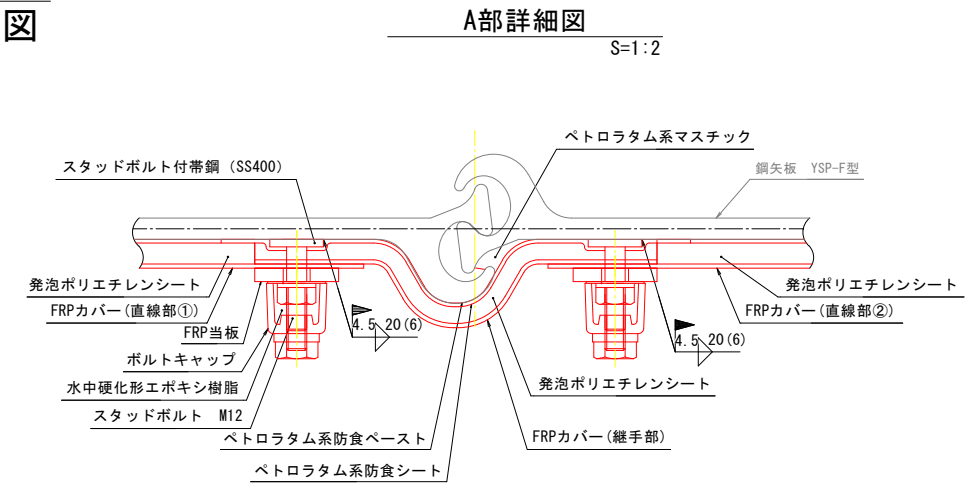 図
A部詳細図
S=1:2
ペトロラタム系マスチック
スタッドボルト付帯鋼 (SS400)
鋼矢板 YSP-F型
発泡ポリエチレンシート
発泡ポリエチレンシート
FRPカバー(直線部①)
FRPカバー(直線部②)
FRP当板
4.5 20(6)
4.5 20(6)
ボルトキャップ
水中硬化形エポキシ樹脂
発泡ポリエチレンシート
スタッドボルト M12
ペトロラタム系防食ペースト
FRPカバー(継手部)
ペトロラタム系防食シート